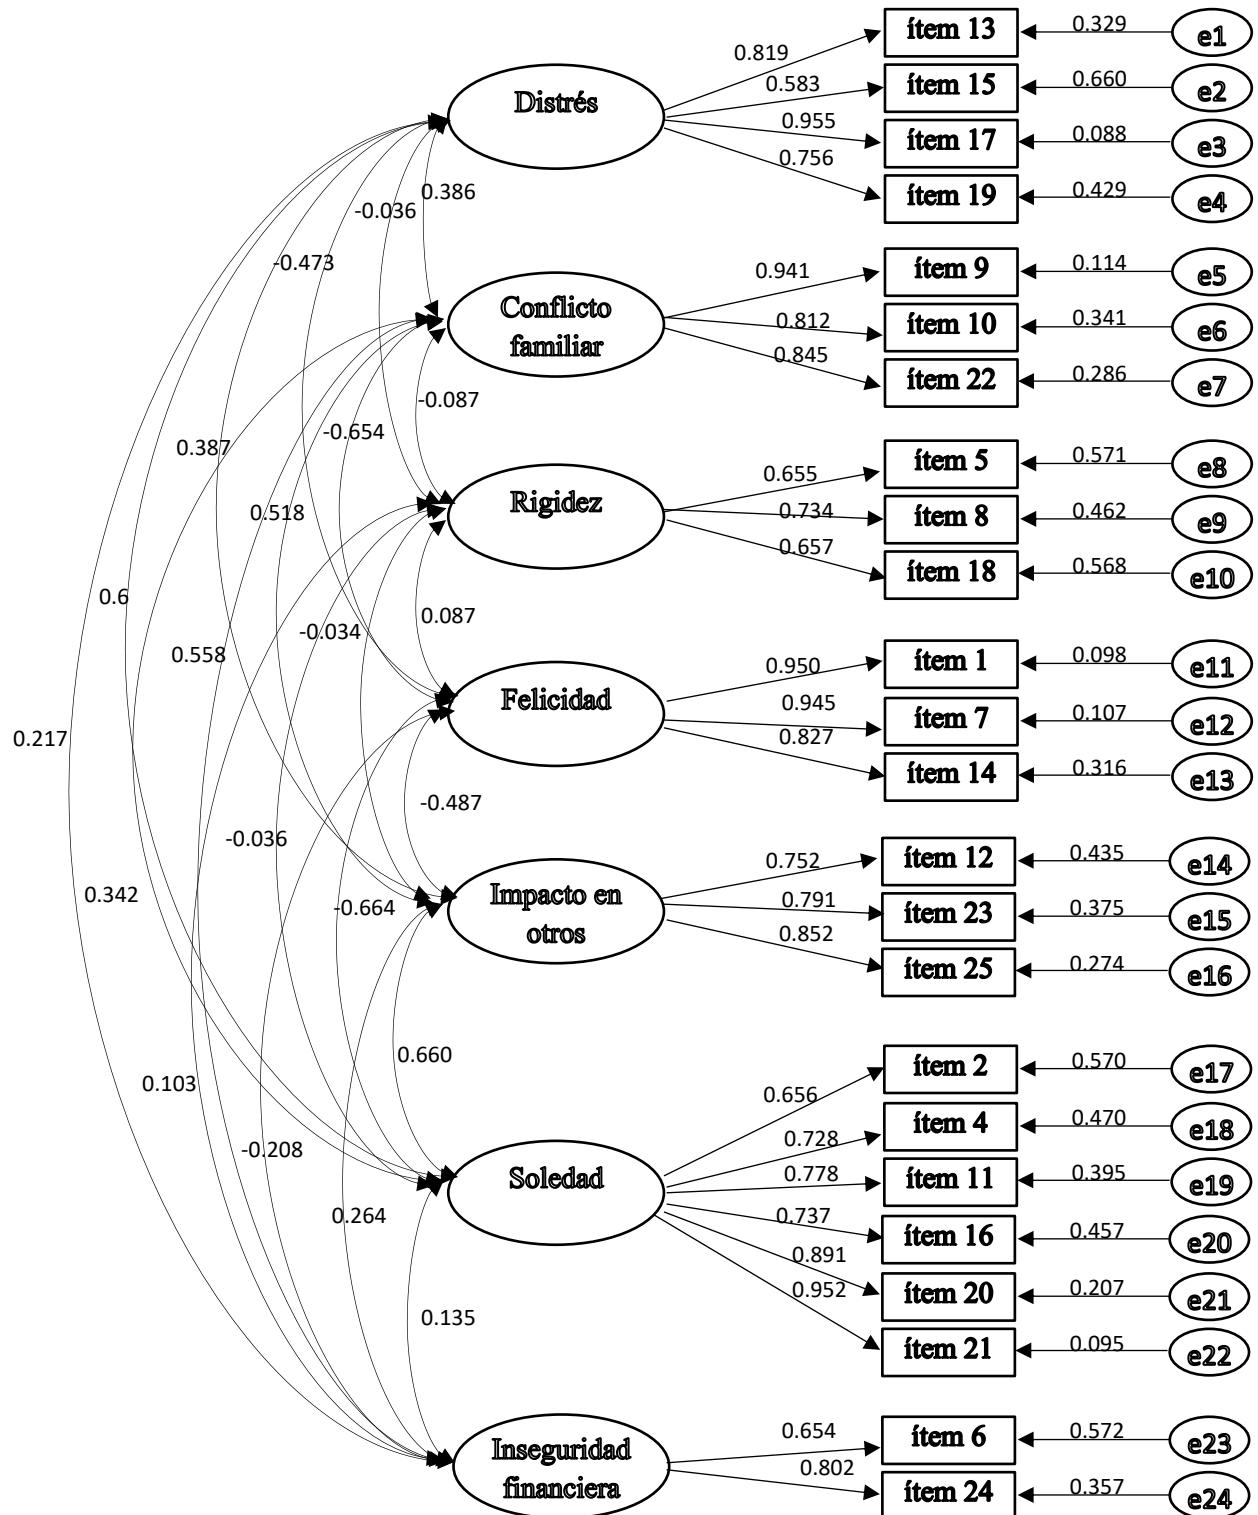 ítem 13
0.329
e1
0.819
Distrés
0.583
ítem 15
0.660
e2
0.955
ítem 17
0.088
e3
0.756
ítem 19
0.429
e4
0.386
-0.036
-0.473
ítem 9
0.114
e5
0.941
Conflicto
familiar
0.812
ítem 10
0.341
e6
0.845
ítem 22
0.286
e7
-0.087
-0.654
0.387
ítem 5
0.571
e8
0.655
Rigidez
0.734
ítem 8
0.462
e9
0.518
0.657
ítem 18
0.568
e10
0.6
0.087
-0.034
0.558
ítem 1
0.098
e11
0.950
Felicidad
0.945
ítem 7
0.107
e12
0.217
0.827
ítem 14
0.316
e13
-0.487
-0.036
ítem 12
0.435
e14
0.752
0.342
-0.664
Impacto en
otros
0.791
ítem 23
0.375
e15
0.852
ítem 25
0.274
e16
0.660
0.103
ítem 2
0.570
e17
0.656
-0.208
0.728
ítem 4
0.470
e18
Soledad
0.778
ítem 11
0.395
e19
0.264
0.737
ítem 16
0.457
e20
0.891
ítem 20
0.207
e21
0.135
0.952
ítem 21
0.095
e22
Inseguridad
financiera
0.654
ítem 6
0.572
e23
0.802
ítem 24
0.357
e24